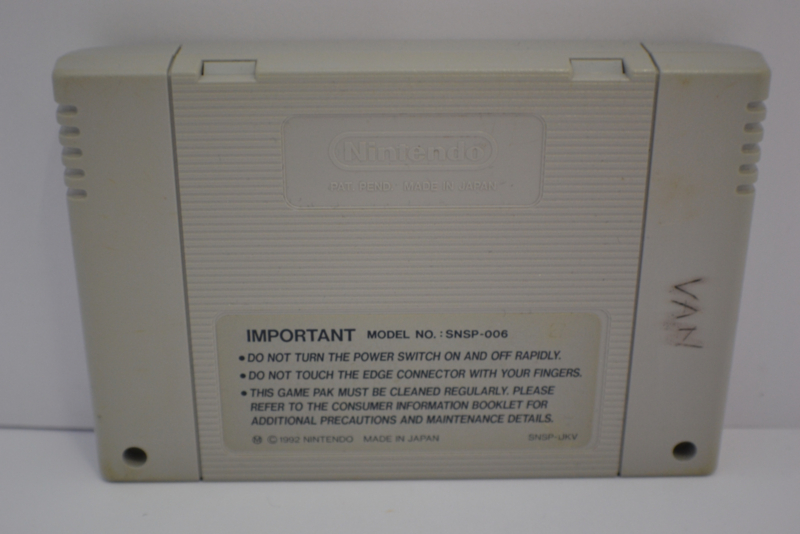 Nintendo
PAT. PEND. MADE IN JAPAN
VAN
IMPORTANT MODEL NO. : SNSP-006
• DO NOT TURN THE POWER SWITCH ON AND OFF RAPIDLY.
• DO NOT TOUCH THE EDGE CONNECTOR WITH YOUR FINGERS.
• THIS GAME PAK MUST BE CLEANED REGULARLY. PLEASE
REFER TO THE CONSUMER INFORMATION BOOKLET FOR
ADDITIONAL PRECAUTIONS AND MAINTENANCE DETAILS.
Ⓜ ©1992 NINTENDO MADE IN JAPAN SNSP-UKV